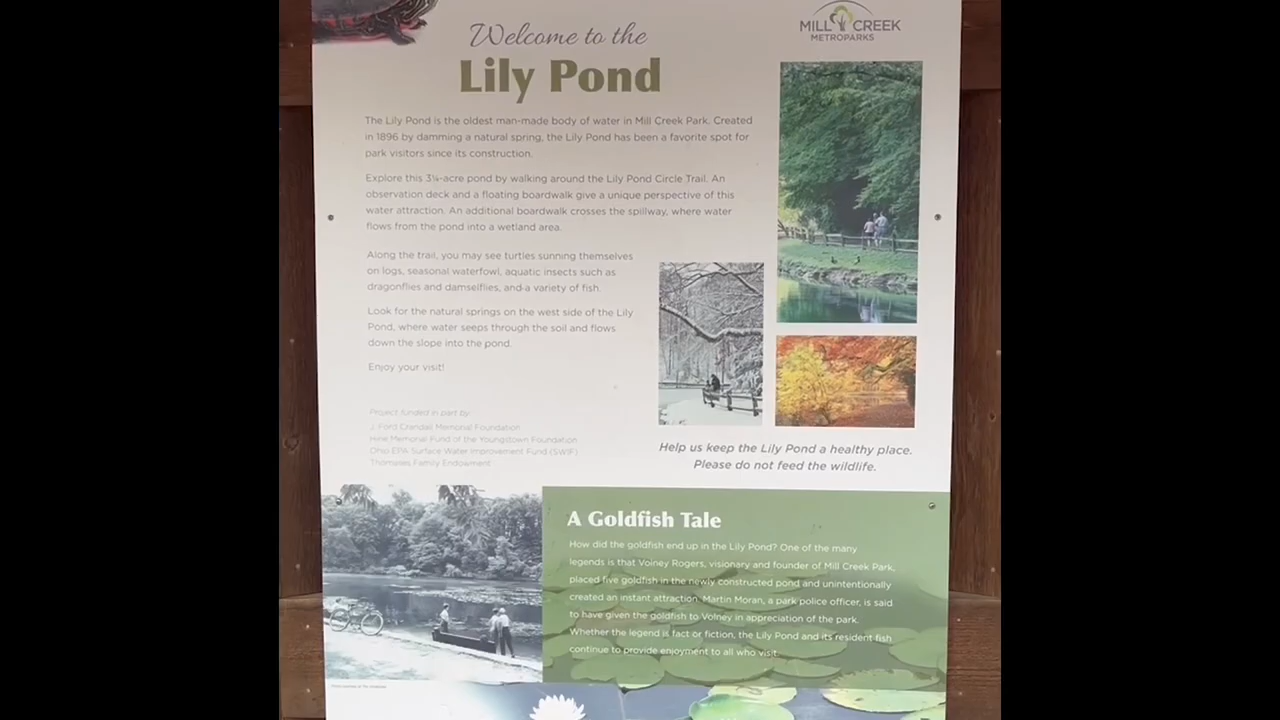 Welcome to the
Lily Pond
MILL CREEK
METROPARKS
The Lily Pond is the oldest man-made body of water in Mill Creek Park. Created
in 1896 by damming a natural spring, the Lily Pond has been a favorite spot for
park visitors since its construction.
Explore this 3¼-acre pond by walking around the Lily Pond Circle Trail. An
observation deck and a floating boardwalk give a unique perspective of this
water attraction. An additional boardwalk crosses the spillway, where water
flows from the pond into a wetland area.
Along the trail, you may see turtles sunning themselves
on logs, seasonal waterfowl, aquatic insects such as
dragonflies and damselflies, and a variety of fish.
Look for the natural springs on the west side of the Lily
Pond, where water seeps through the soil and flows
down the slope into the pond.
Enjoy your visit!
Project funded in part by:
J. Ford Crandall Memorial Foundation
Hine Memorial Fund of the Youngstown Foundation
Ohio EPA Surface Water Improvement Fund (SWIF)
Thomases Family Endowment
Help us keep the Lily Pond a healthy place.
Please do not feed the wildlife.
A Goldfish Tale
How did the goldfish end up in the Lily Pond? One of the many
legends is that Volney Rogers, visionary and founder of Mill Creek Park,
placed five goldfish in the newly constructed pond and unintentionally
created an instant attraction. Martin Moran, a park police officer, is said
to have given the goldfish to Volney in appreciation of the park.
Whether the legend is fact or fiction, the Lily Pond and its resident fish
continue to provide enjoyment to all who visit.